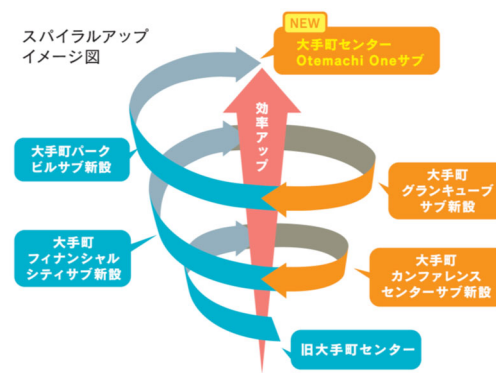 スパイラルアップ
イメージ図
NEW
大手町センター
Otemachi Oneサブ
効率アップ
大手町パーク
ビルサブ新設
大手町
グランキューブ
サブ新設
大手町
フィナンシャル
シティサブ新設
大手町
カンファレンス
センターサブ新設
旧大手町センター